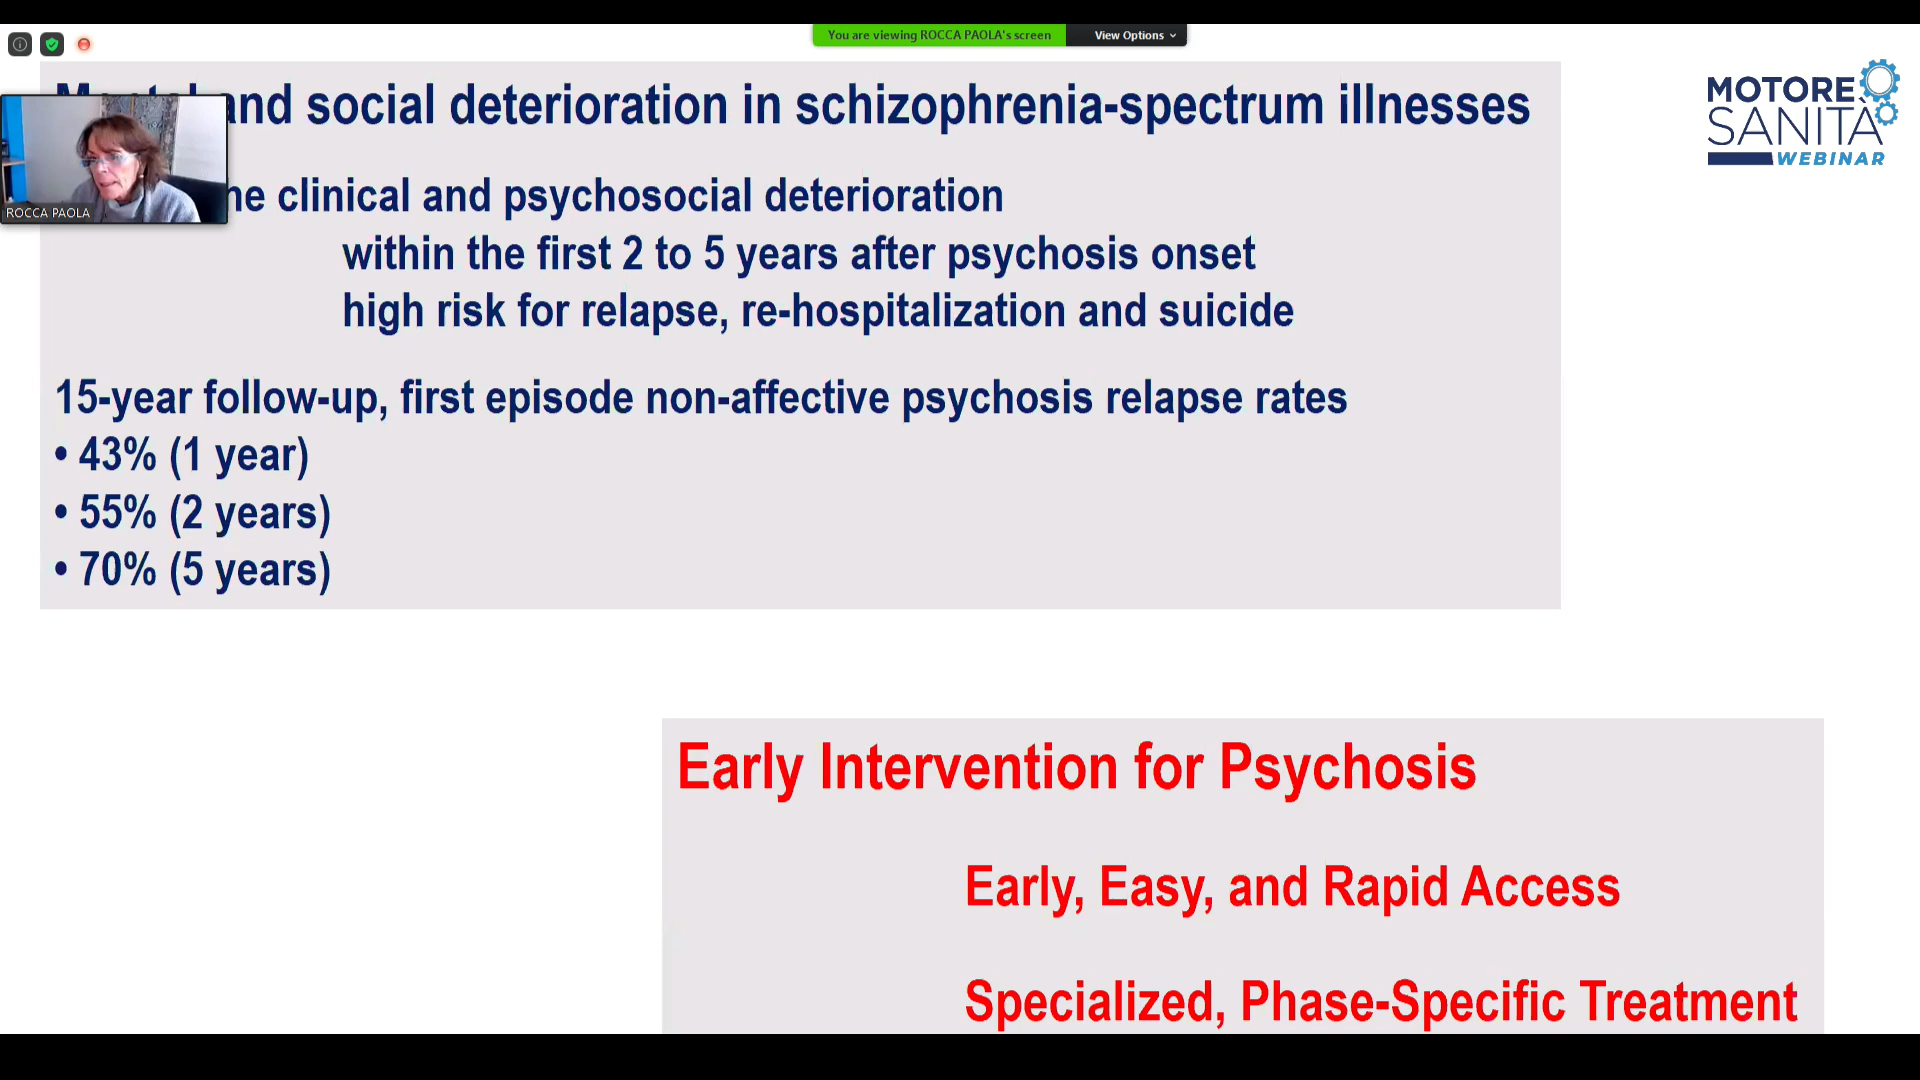 You are viewing ROCCA PAOLA's screen
View Options
MOTORE
SANITÀ
WEBINAR
and social deterioration in schizophrenia-spectrum illnesses
ROCCA PAOLA
clinical and psychosocial deterioration
within the first 2 to 5 years after psychosis onset
high risk for relapse, re-hospitalization and suicide
15-year follow-up, first episode non-affective psychosis relapse rates
• 43% (1 year)
• 55% (2 years)
• 70% (5 years)
Early Intervention for Psychosis
Early, Easy, and Rapid Access
Specialized, Phase-Specific Treatment